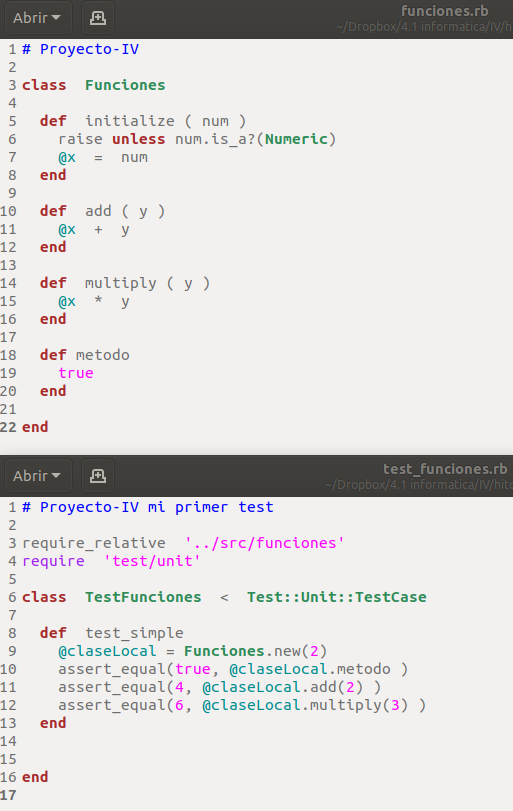 Abrir
funciones.rb
~/Dropbox/4.1 informatica/IV/h
1 # Proyecto-IV
2
3 class  Funciones
4
5   def  initialize ( num )
6     raise unless num.is_a?(Numeric)
7     @x  =  num
8   end
9
10   def  add ( y )
11     @x  +  y
12   end
13
14   def  multiply ( y )
15     @x  *  y
16   end
17
18   def metodo
19     true
20   end
21
22 end
Abrir
test_funciones.rb
~/Dropbox/4.1 informatica/IV/hito
1 # Proyecto-IV mi primer test
2
3 require_relative  '../src/funciones'
4 require  'test/unit'
5
6 class  TestFunciones  <  Test::Unit::TestCase
7
8   def  test_simple
9     @claseLocal = Funciones.new(2)
10     assert_equal(true, @claseLocal.metodo )
11     assert_equal(4, @claseLocal.add(2) )
12     assert_equal(6, @claseLocal.multiply(3) )
13   end
14
15
16 end
17